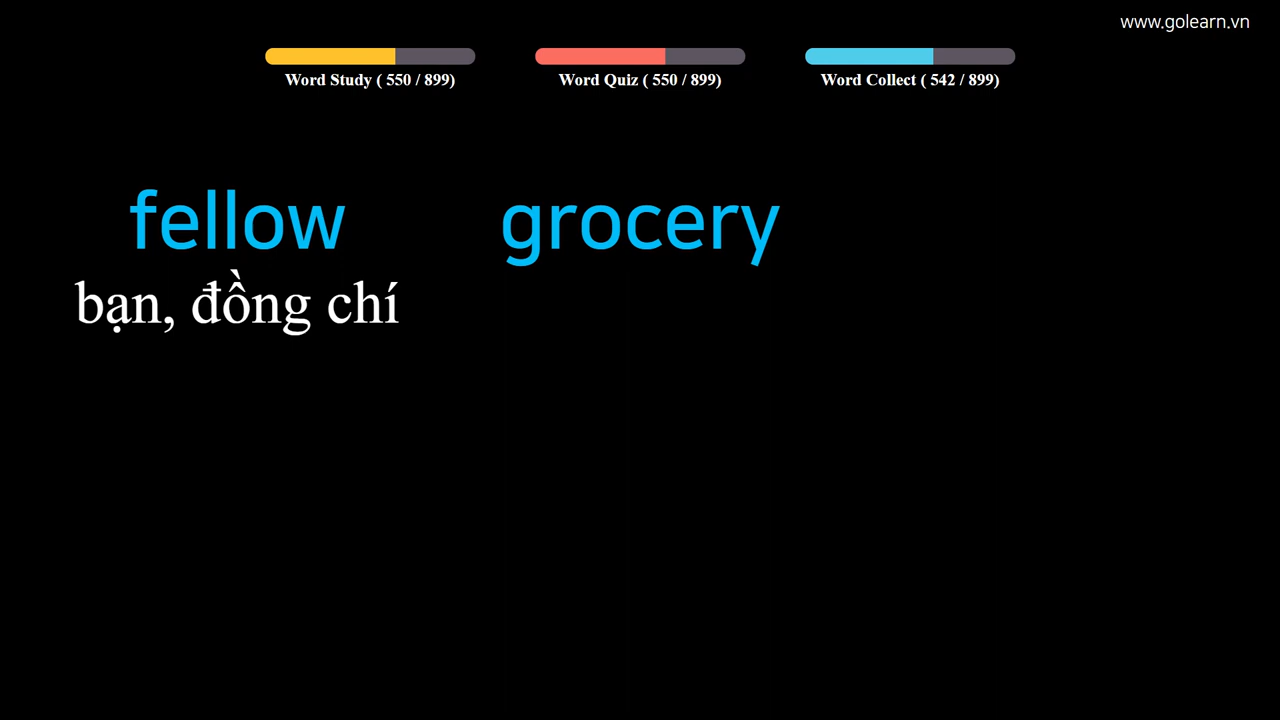 www.golearn.vn
Word Study ( 550 / 899)
Word Quiz ( 550 / 899)
Word Collect ( 542 / 899)
fellow
grocery
bạn, đồng chí